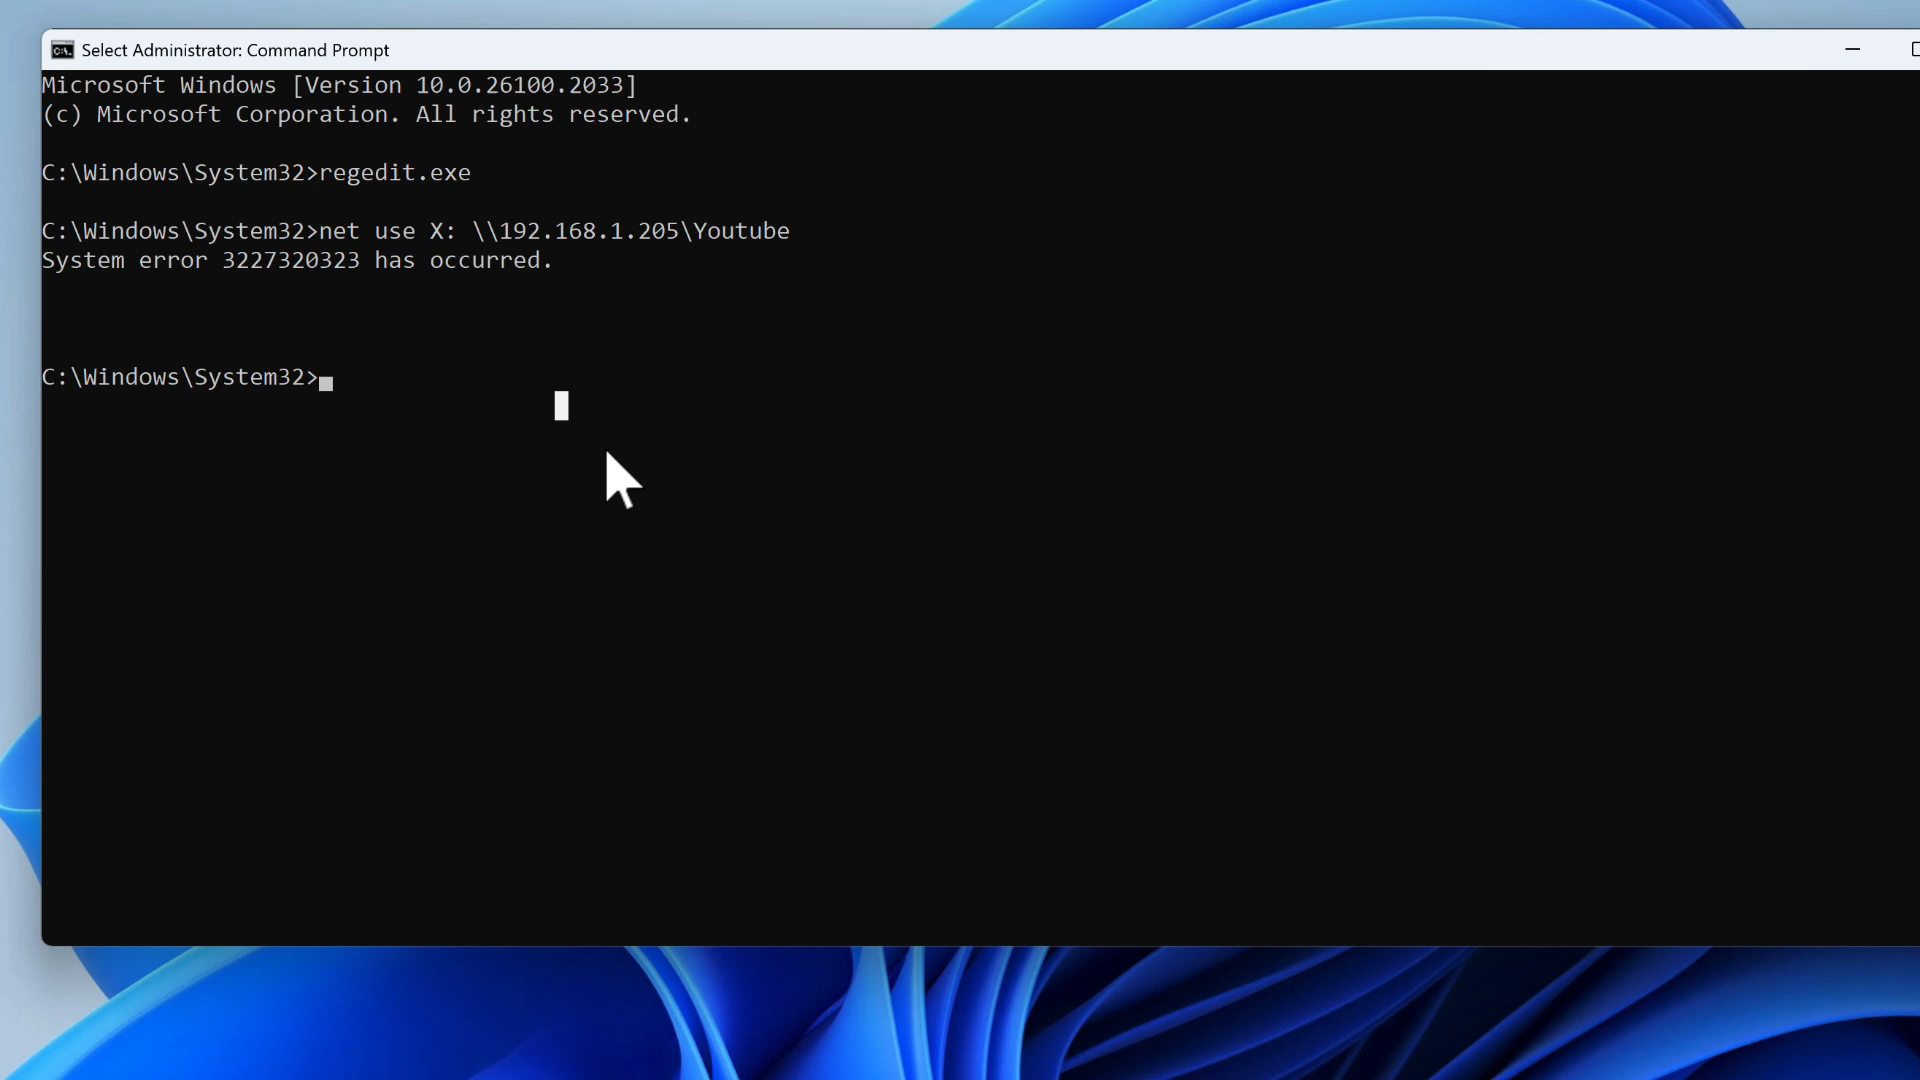 Select Administrator: Command Prompt
Microsoft Windows [Version 10.0.26100.2033]
(c) Microsoft Corporation. All rights reserved.
C:\Windows\System32>regedit.exe
C:\Windows\System32>net use X: \\192.168.1.205\Youtube
System error 3227320323 has occurred.
C:\Windows\System32>